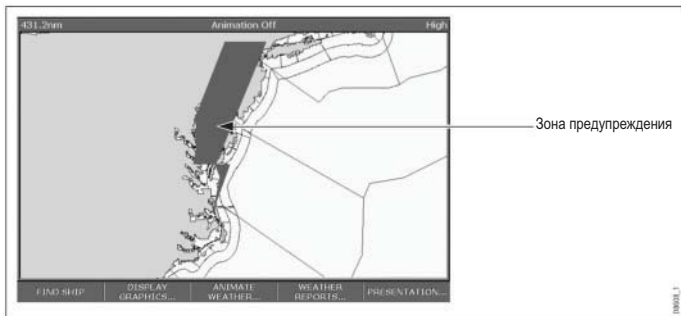 431.2nm Animation Off High
Зона предупреждения
FIND SHIP DISPLAY GRAPHICS... ANIMATE WEATHER... WEATHER REPORTS... PRESENTATION...